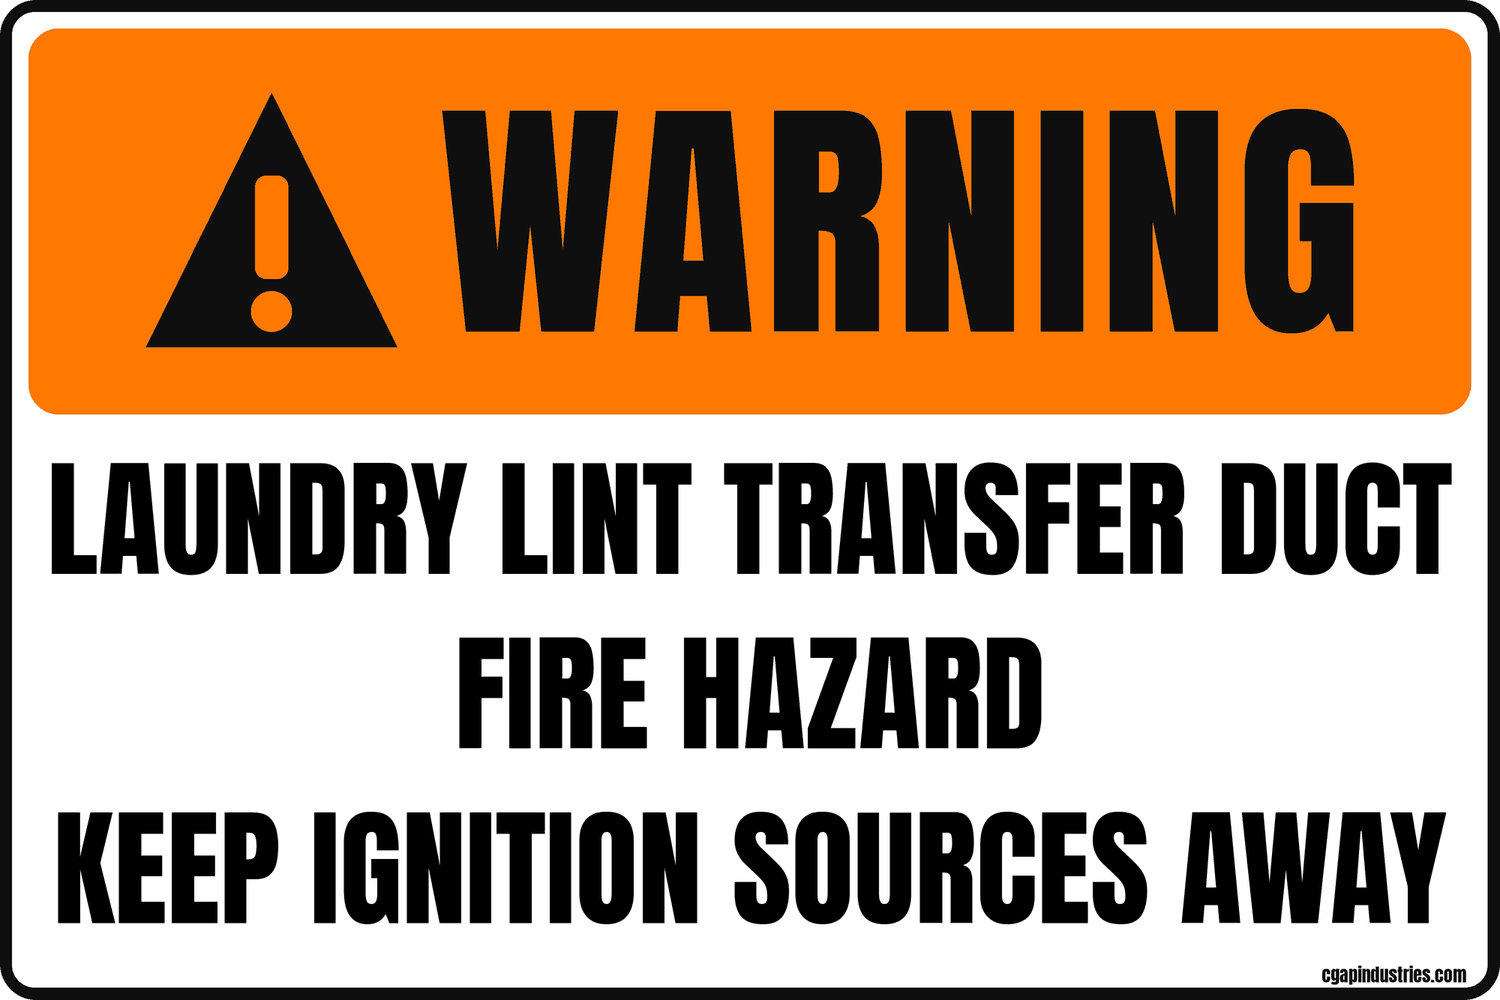 WARNING
LAUNDRY LINT TRANSFER DUCT
FIRE HAZARD
KEEP IGNITION SOURCES AWAY
cgapindustries.com